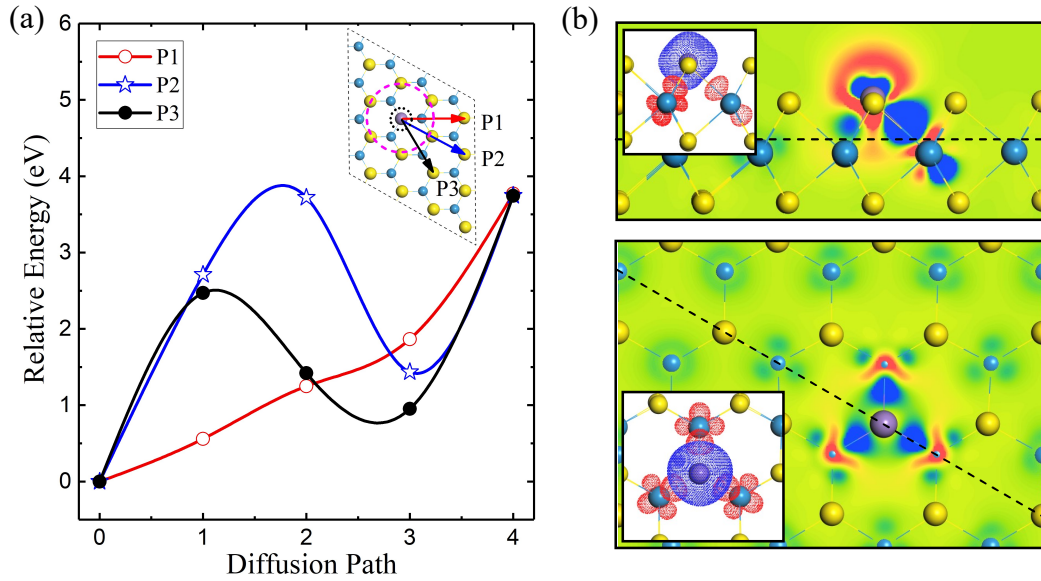 (a)
Relative Energy (eV)
6
5
4
3
2
1
0
P1
P2
P3
P1
P2
P3
0 1 2 3 4
Diffusion Path
(b)